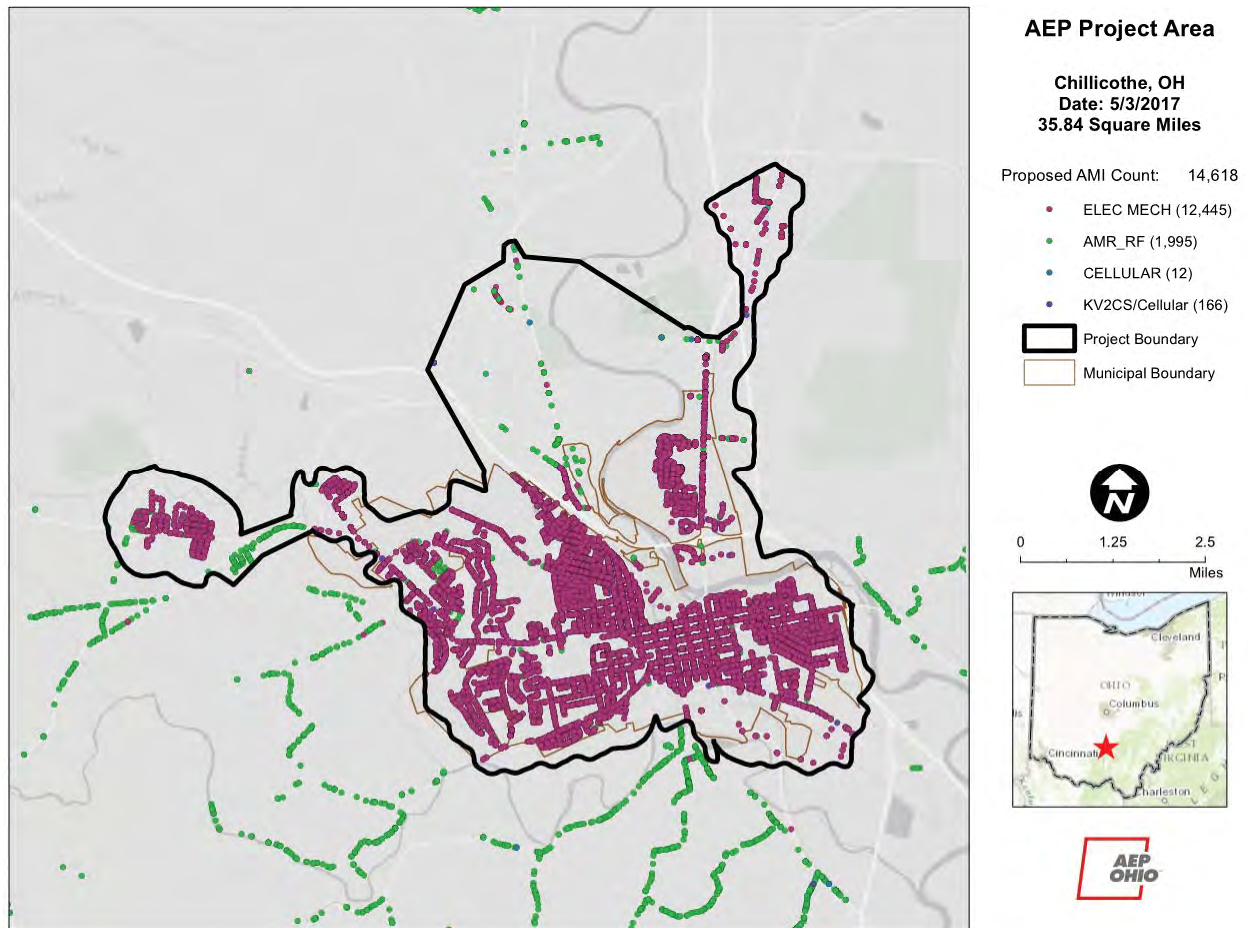 AEP Project Area
Chillicothe, OH
Date: 5/3/2017
35.84 Square Miles
Proposed AMI Count: 14,618
ELEC MECH (12,445)
AMR_RF (1,995)
CELLULAR (12)
KV2CS/Cellular (166)
Project Boundary
Municipal Boundary
N
0 1.25 2.5
Miles
Cleveland
OHIO
Columbus
Cincinnati
Charleston
AEP
OHIO